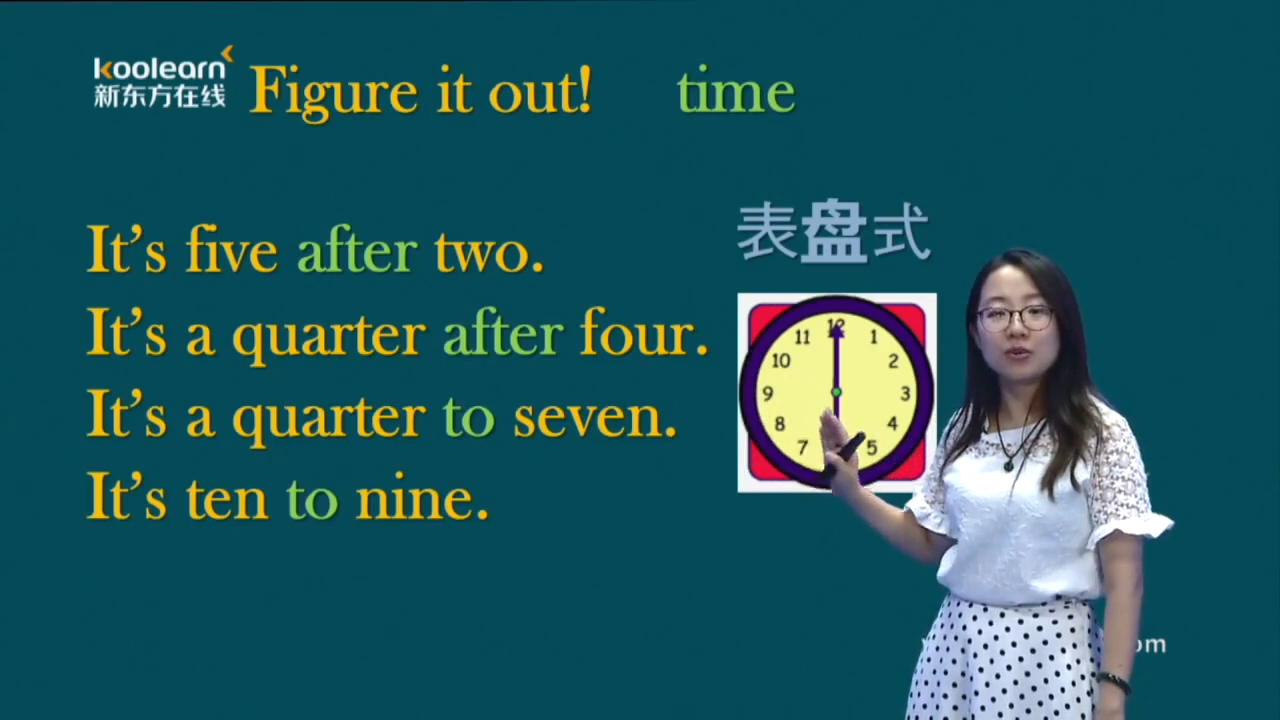 koolearn
新东方在线
Figure it out!
time
表盘式
It's five after two.
It's a quarter after four.
It's a quarter to seven.
It's ten to nine.
12
11
1
10
2
9
3
8
4
7
5
om